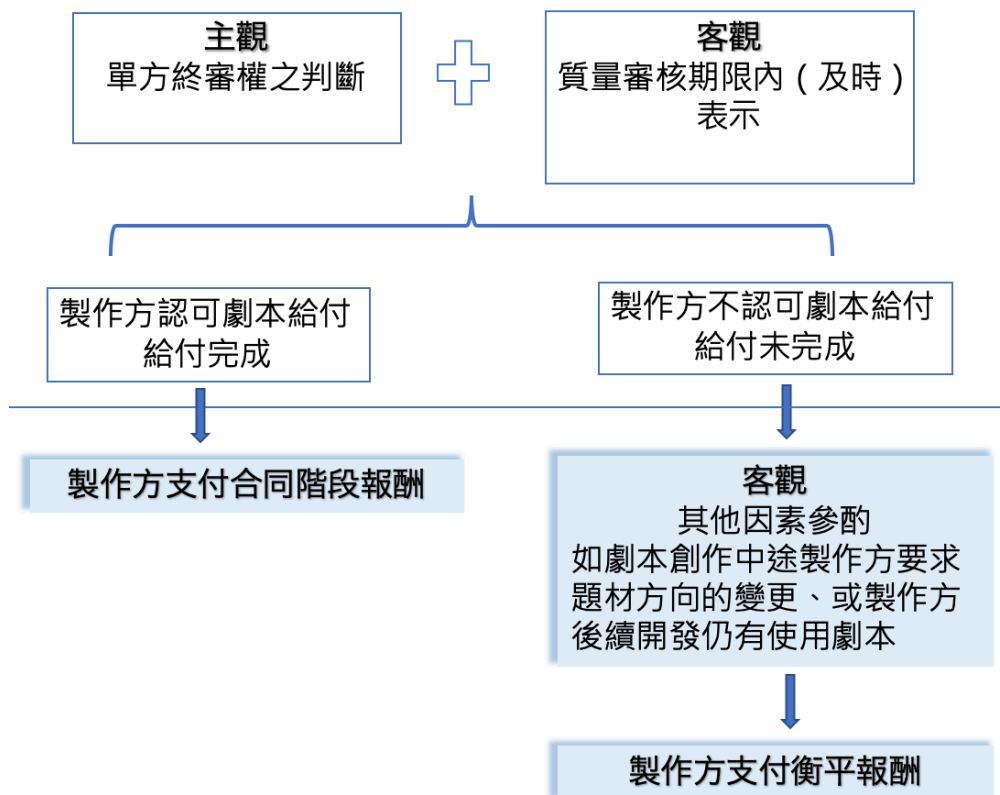 主觀
單方終審權之判斷
客觀
質量審核期限內（及時）
表示
製作方認可劇本給付
給付完成
製作方不認可劇本給付
給付未完成
製作方支付合同階段報酬
客觀
其他因素參酌
如劇本創作中途製作方要求
題材方向的變更、或製作方
後續開發仍有使用劇本
製作方支付衡平報酬